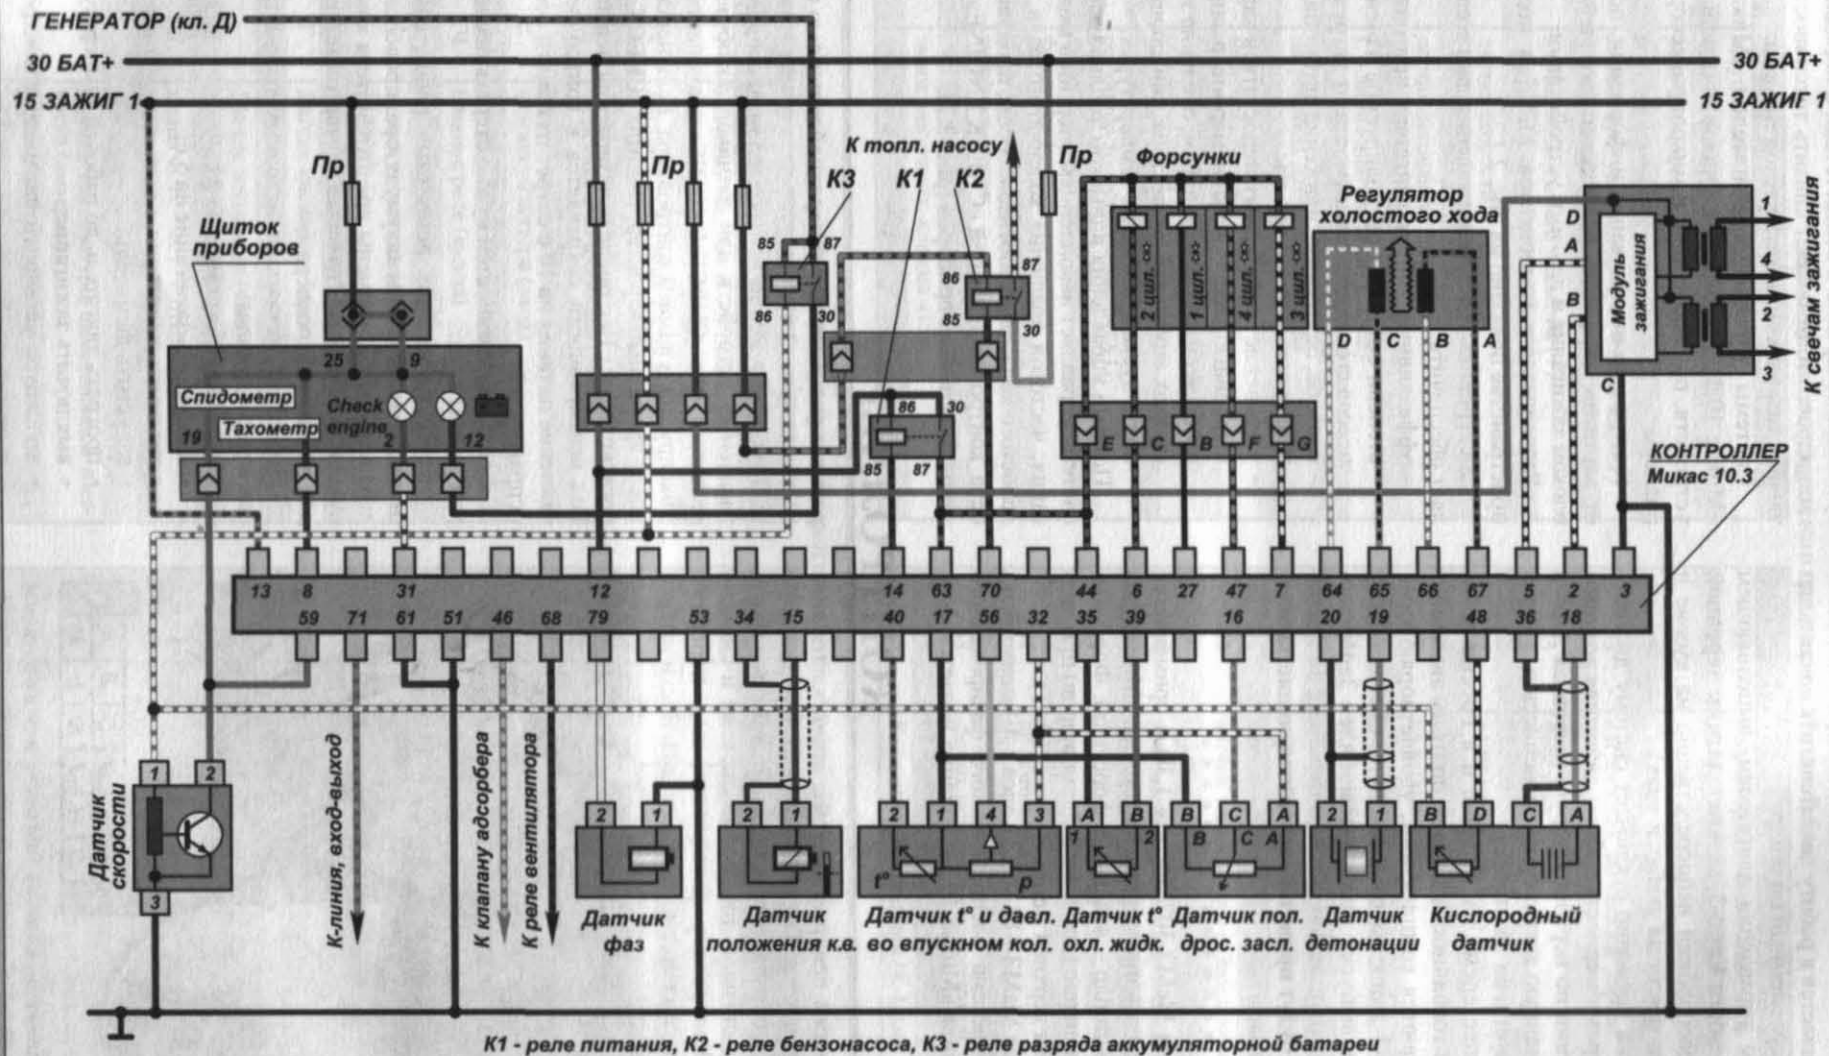 ГЕНЕРАТОР (кл. Д)
30 БАТ+
30 БАТ+
15 ЗАЖИГ 1
15 ЗАЖИГ 1
Пр
Пр
К топл. насосу
Пр
Форсунки
К3
К1
К2
Регулятор
холостого хода
Щиток
приборов
85
87
86
30
86
87
85
30
2 цил.
1 цил.
4 цил.
3 цил.
D
C
B
A
D
A
B
C
Модуль
зажигания
1
4
2
3
К свечам зажигания
25
9
Спидометр
Check
engine
Тахометр
19
2
12
86
30
85
87
E
C
B
F
G
КОНТРОЛЛЕР
Микас 10.3
13
8
31
12
14
63
70
44
6
27
47
7
64
65
66
67
5
2
3
59
71
61
51
46
68
79
53
34
15
40
17
56
32
35
39
16
20
19
48
36
18
1
2
3
Датчик
скорости
К-линия, вход-выход
К клапану адсорбера
К реле вентилятора
2
1
Датчик
фаз
2
1
Датчик
положения к.в.
2
1
4
3
t°
p
Датчик t° и давл.
во впускном кол.
A
B
1
2
Датчик t°
охл. жидк.
B
C
A
B
C
A
Датчик пол.
дрос. засл.
2
1
Датчик
детонации
B
D
C
A
Кислородный
датчик
К1 - реле питания, К2 - реле бензонасоса, К3 - реле разряда аккумуляторной батареи